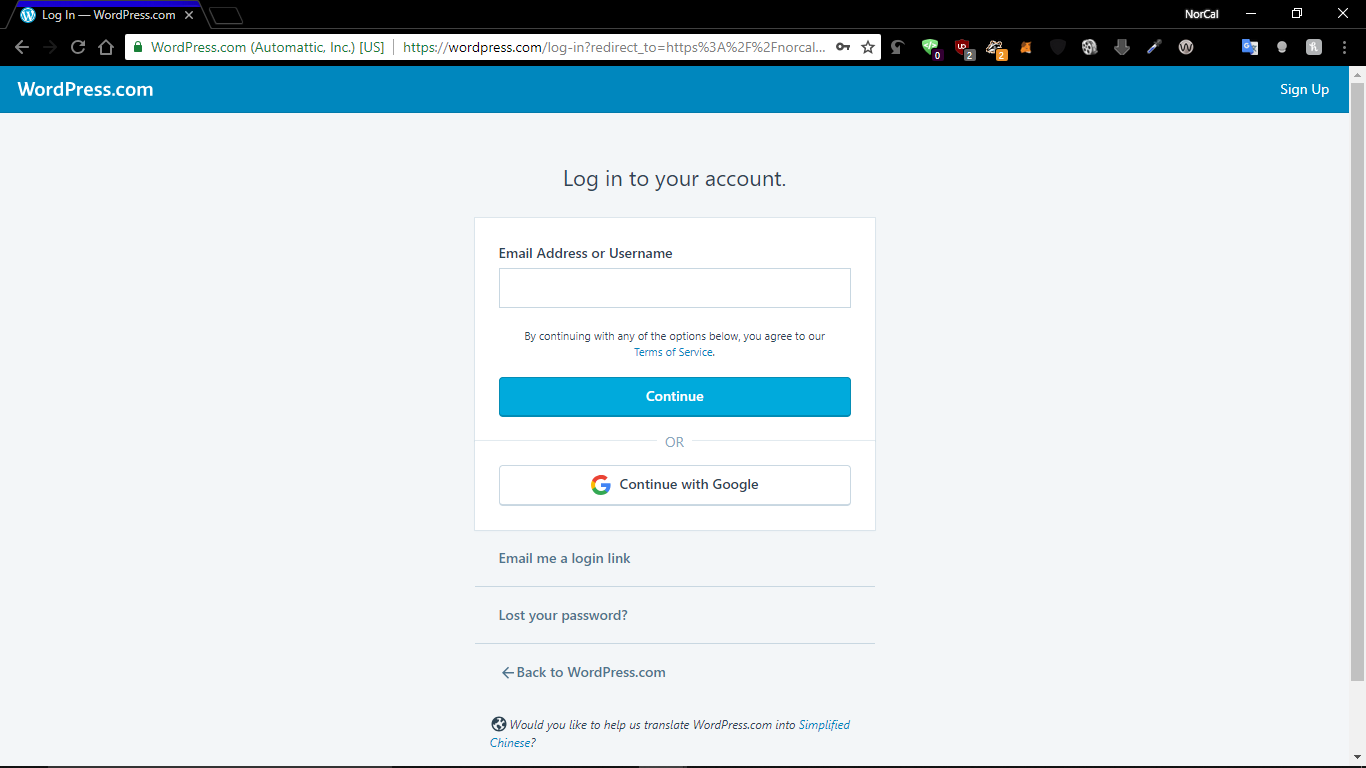 Log In — WordPress.com
NorCal
WordPress.com (Automattic, Inc.) [US]
https://wordpress.com/log-in?redirect_to=https%3A%2F%2Fnorcal...
0
2
2
WordPress.com
Sign Up
Log in to your account.
Email Address or Username
By continuing with any of the options below, you agree to our
Terms of Service.
Continue
OR
Continue with Google
Email me a login link
Lost your password?
←Back to WordPress.com
Would you like to help us translate WordPress.com into Simplified
Chinese?